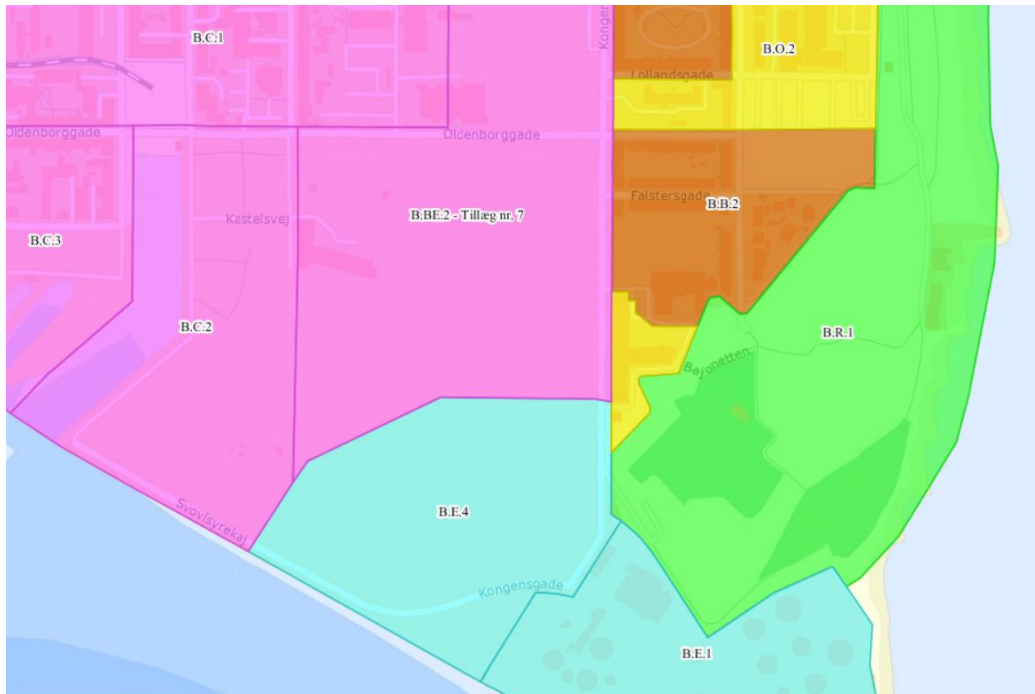 B.C.1
Kongen
B.O.2
Lollandsgade
Oldenborggade
Oldenborggade
Falstersgade
B.B.2
Kastelsvej
B.BE.2 - Tillæg nr. 7
B.C.3
B.C.2
B.R.1
Bajonetten
Svovlsyrekaj
B.E.4
Kongensgade
B.E.1